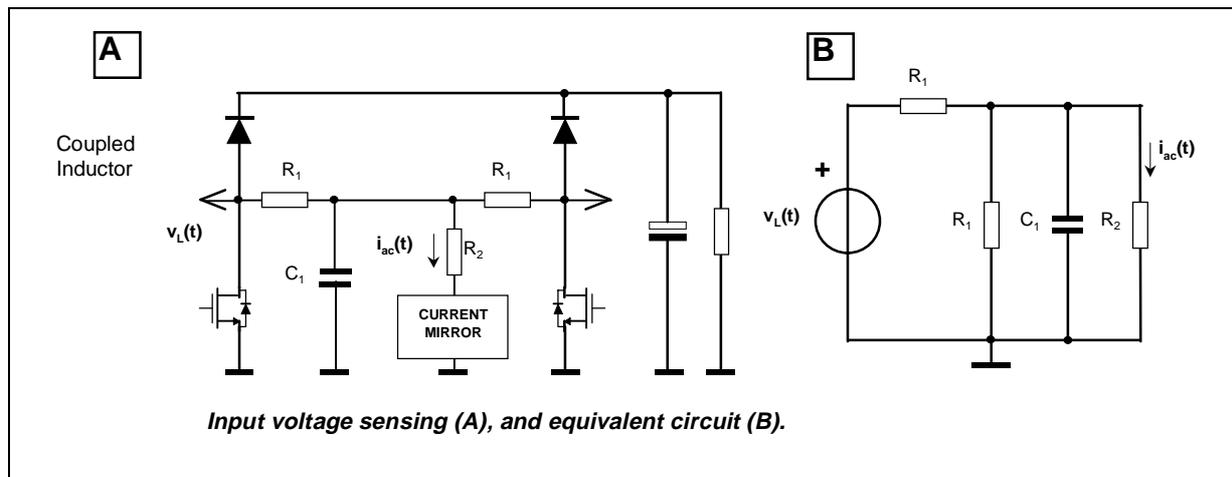 A
Coupled
Inductor
R1
R1
vL(t)
iac(t)
R2
C1
CURRENT
MIRROR
B
R1
iac(t)
+
vL(t)
R1
C1
R2
Input voltage sensing (A), and equivalent circuit (B).